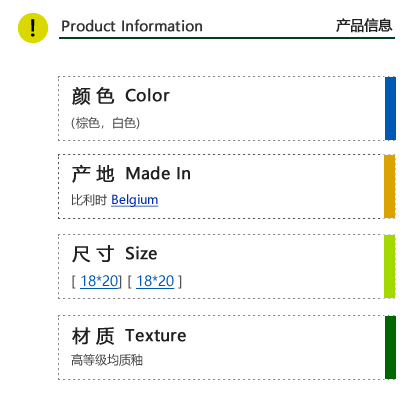 ! Product Information 产品信息
颜 色 Color
(棕色，白色)
产 地 Made In
比利时 Belgium
尺 寸 Size
[ 18*20] [ 18*20 ]
材 质 Texture
高等级均质釉